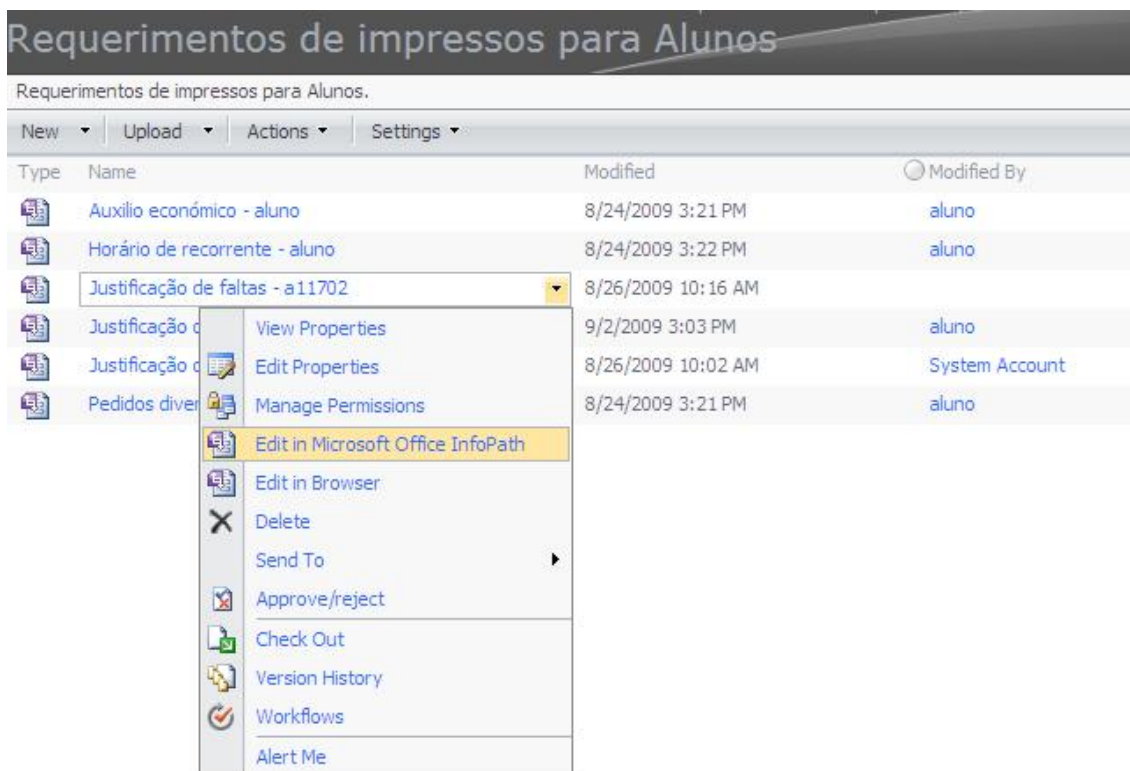 Requerimentos de impressos para Alunos
Requerimentos de impressos para Alunos.
New Upload Actions Settings
Type Name Modified Modified By
Auxilio económico - aluno 8/24/2009 3:21 PM aluno
Horário de recorrente - aluno 8/24/2009 3:22 PM aluno
Justificação de faltas - a11702 8/26/2009 10:16 AM
Justificação 9/2/2009 3:03 PM aluno
Justificação 8/26/2009 10:02 AM System Account
Pedidos 8/24/2009 3:21 PM aluno
View Properties
Edit Properties
Manage Permissions
Edit in Microsoft Office InfoPath
Edit in Browser
Delete
Send To
Approve/reject
Check Out
Version History
Workflows
Alert Me